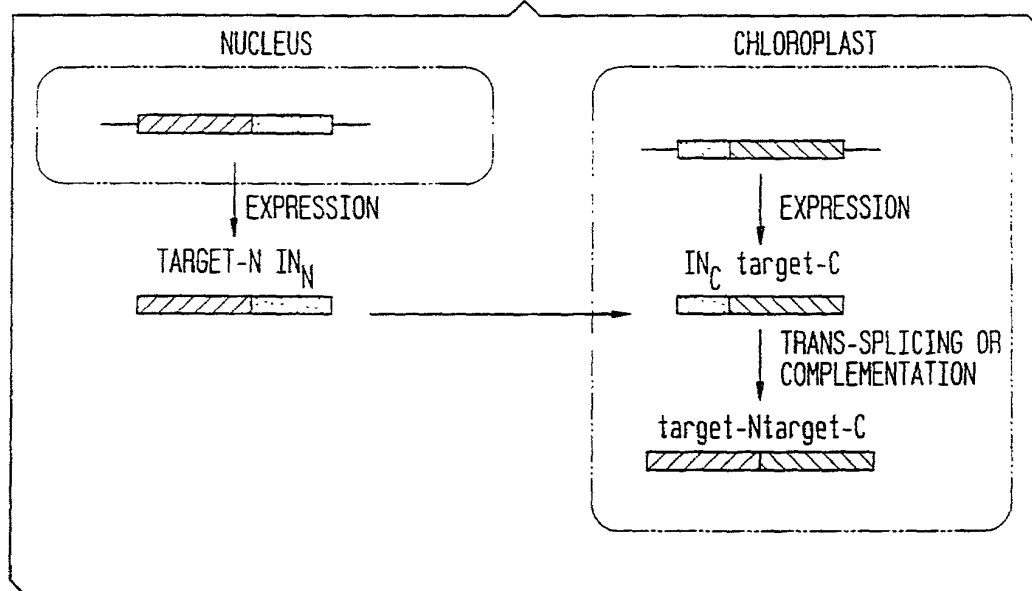 NUCLEUS
EXPRESSION
TARGET-N IN_N
CHLOROPLAST
EXPRESSION
IN_C target-C
TRANS-SPLICING OR
COMPLEMENTATION
target-Ntarget-C